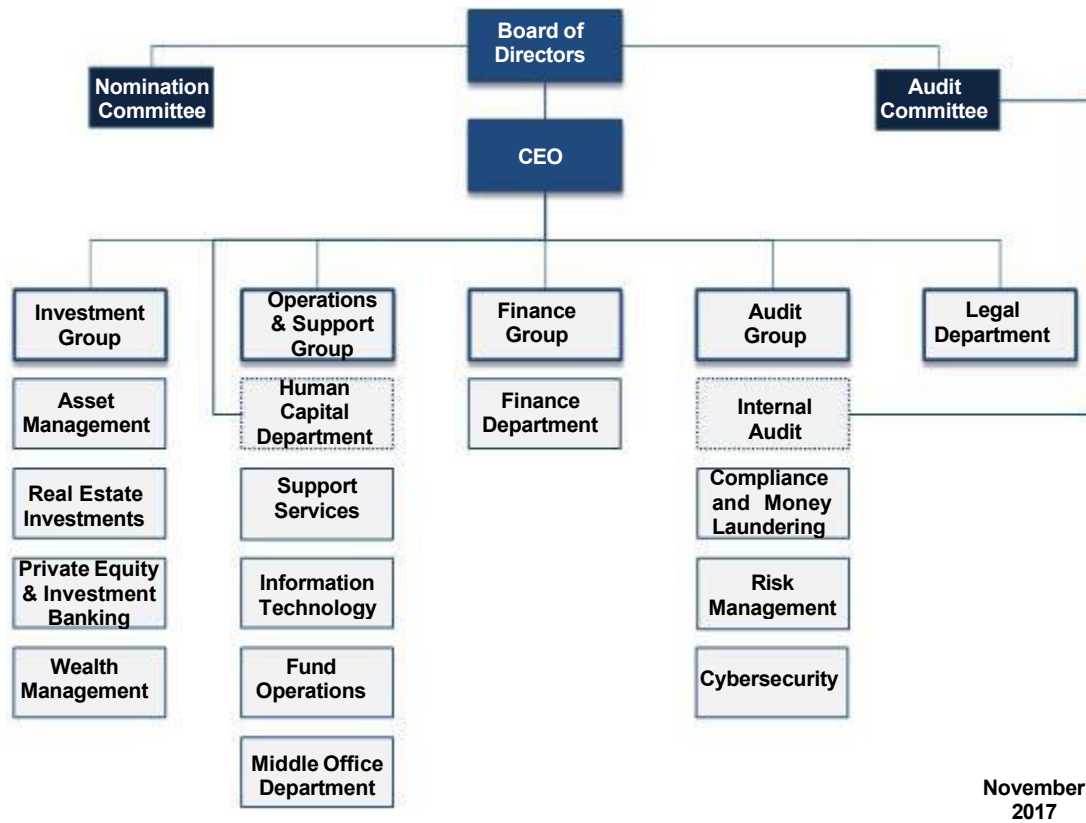 Board of
Directors
Nomination
Committee
Audit
Committee
CEO
Investment
Group
Operations
& Support
Group
Finance
Group
Audit
Group
Legal
Department
Asset
Management
Human
Capital
Department
Finance
Department
Internal
Audit
Real Estate
Investments
Support
Services
Compliance
and Money
Laundering
Private Equity
& Investment
Banking
Information
Technology
Risk
Management
Wealth
Management
Fund
Operations
Cybersecurity
Middle Office
Department
November
2017